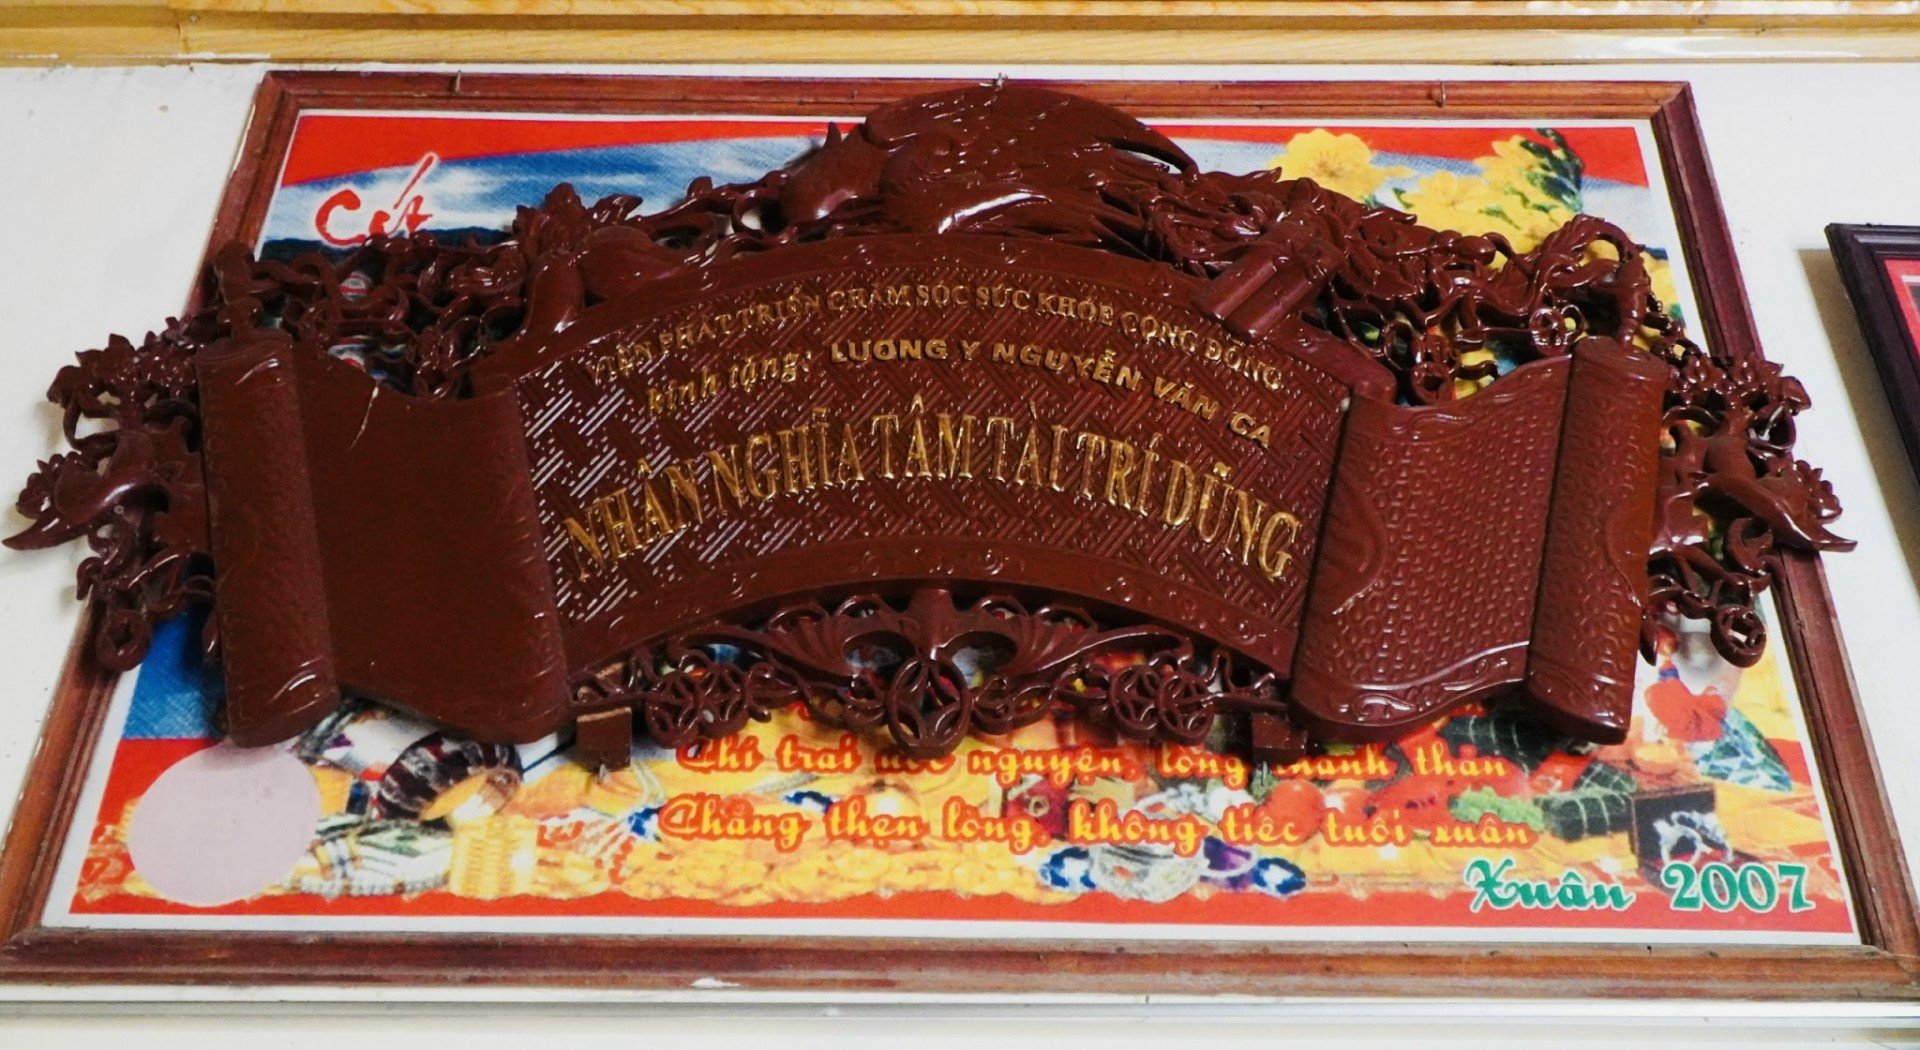 VIỆN PHÁT TRIỂN CHĂM SÓC SỨC KHỎE CỘNG ĐỒNG
kính tặng: LƯƠNG Y NGUYỄN VĂN CA
NHÂN NGHĨA TÂM TÀI TRÍ DŨNG
Chí trai nguyện, lòng thanh thản
Chẳng thẹn lòng, không tiếc tuổi xuân
Xuân 2007